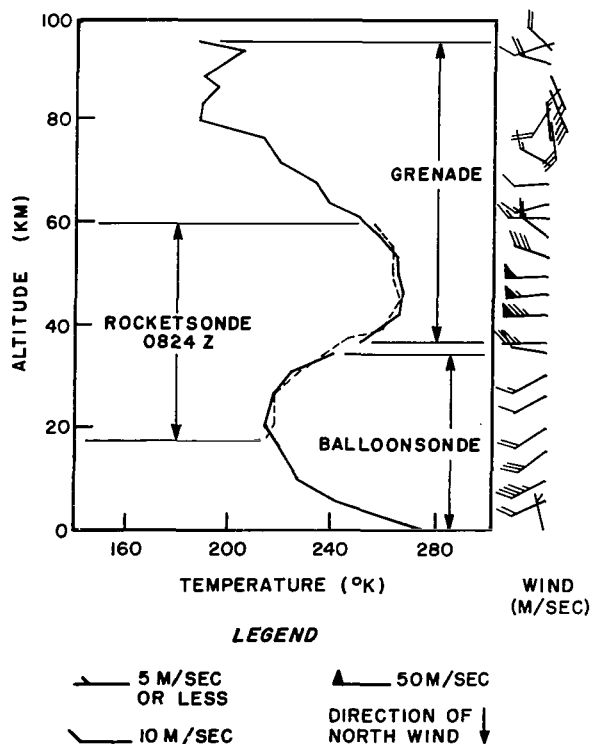 100
80
60
40
20
0
ALTITUDE (KM)
GRENADE
ROCKETSONDE
0824 Z
BALLOONSONDE
160 200 240 280
TEMPERATURE (°K)
WIND
(M/SEC)
LEGEND
5 M/SEC
OR LESS
50 M/SEC
10 M/SEC
DIRECTION OF
NORTH WIND